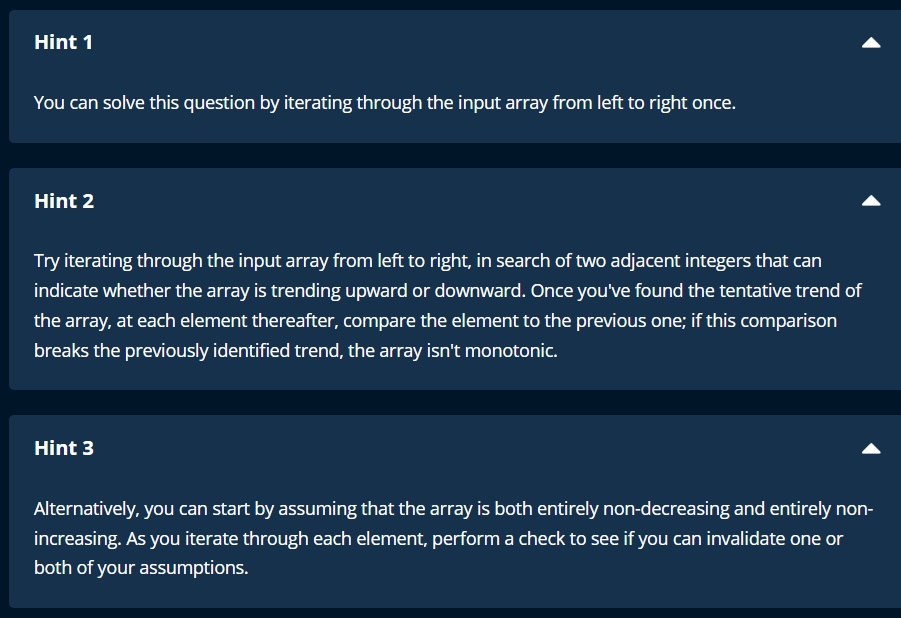 Hint 1
You can solve this question by iterating through the input array from left to right once.
Hint 2
Try iterating through the input array from left to right, in search of two adjacent integers that can
indicate whether the array is trending upward or downward. Once you've found the tentative trend of
the array, at each element thereafter, compare the element to the previous one; if this comparison
breaks the previously identified trend, the array isn't monotonic.
Hint 3
Alternatively, you can start by assuming that the array is both entirely non-decreasing and entirely non-
increasing. As you iterate through each element, perform a check to see if you can invalidate one or
both of your assumptions.